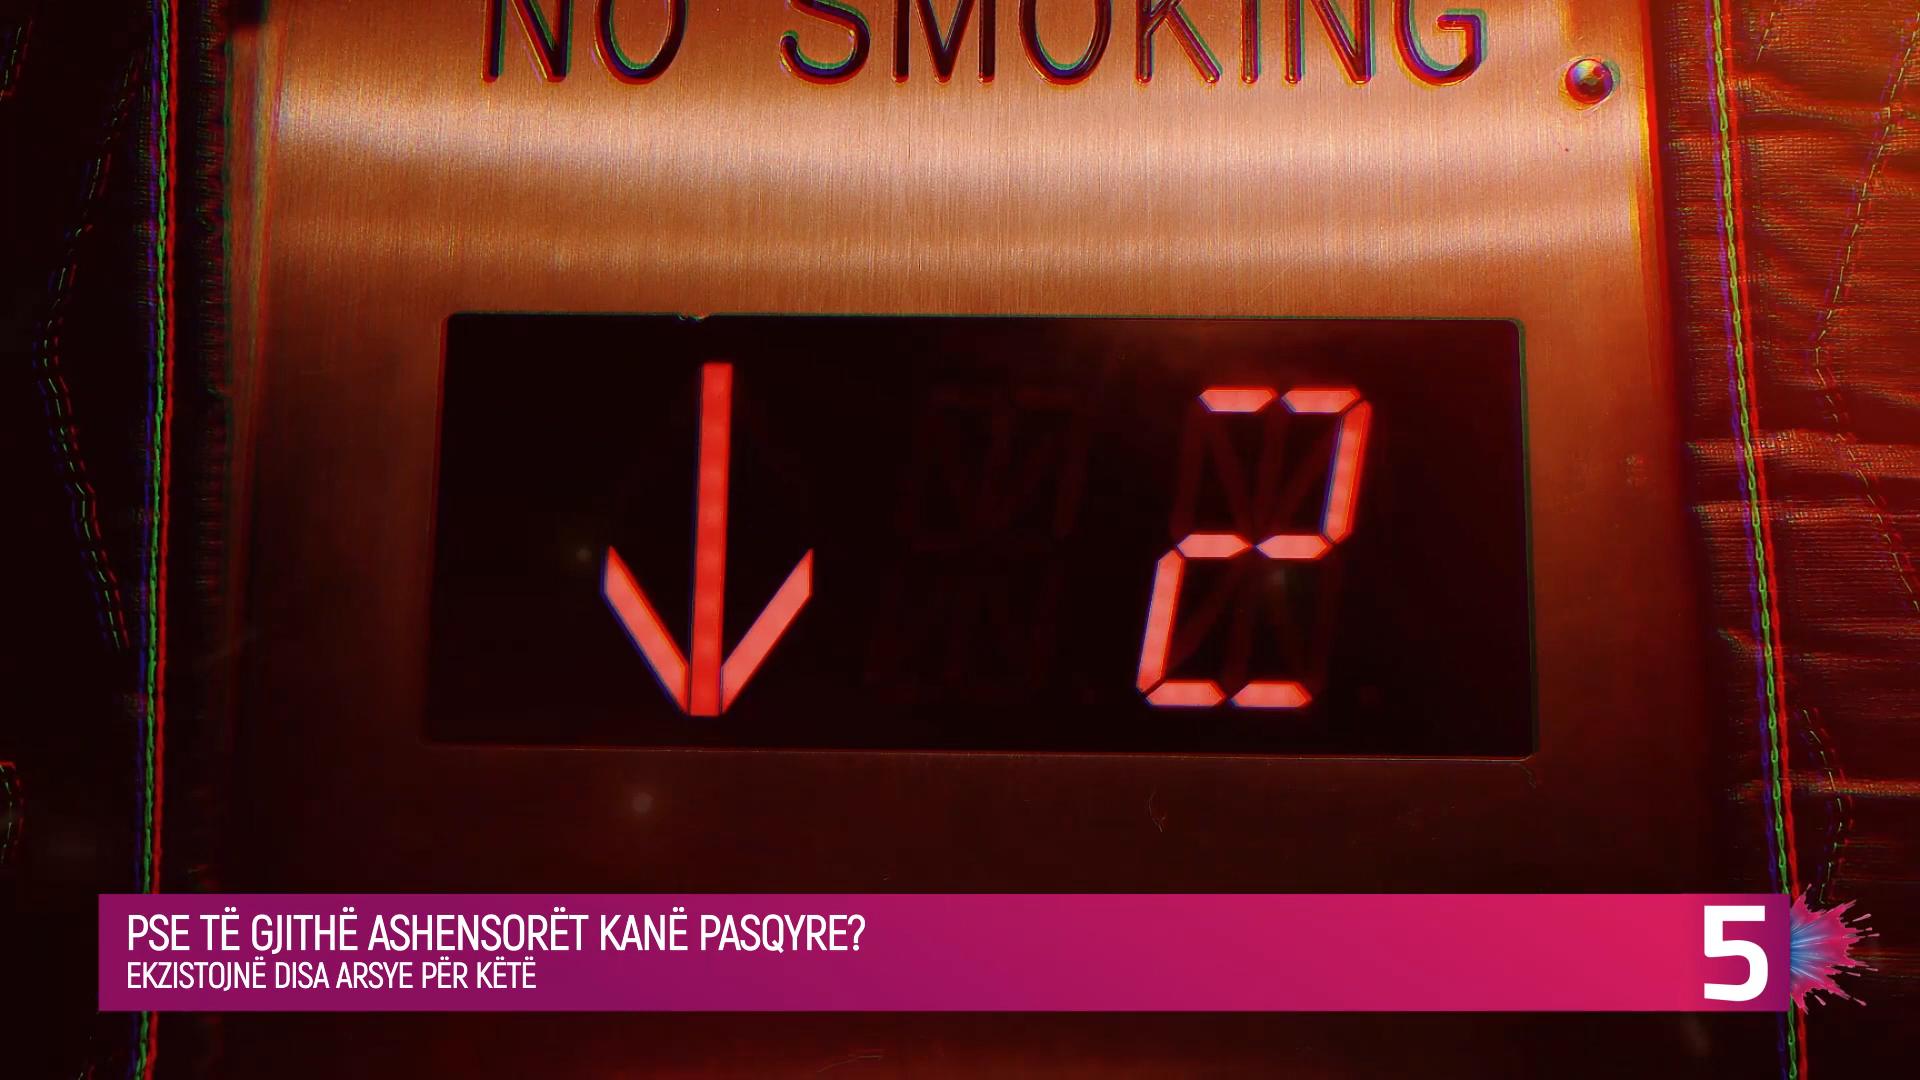 NO SMOKING
2
PSE TË GJITHË ASHENSORËT KANË PASQYRE?
EKZISTOJNË DISA ARSYE PËR KËTË
5